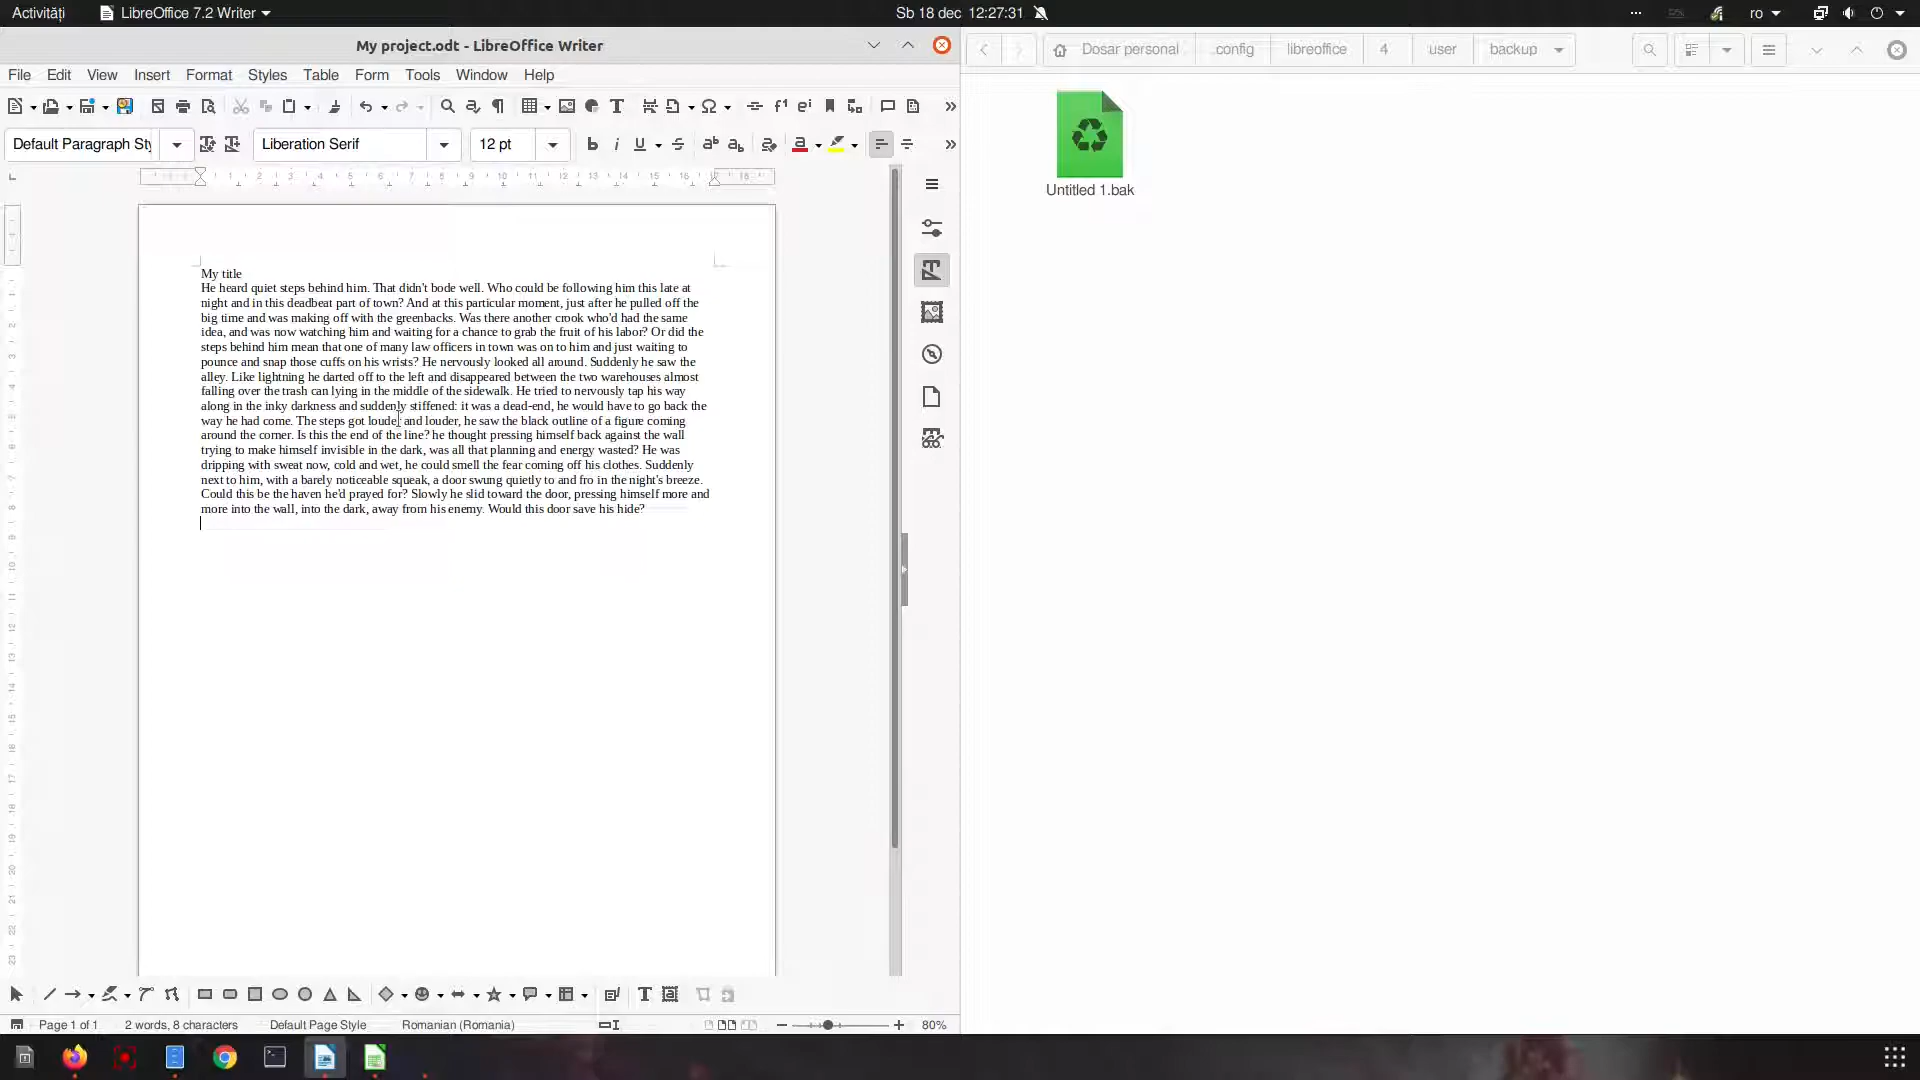 Activități
LibreOffice 7.2 Writer
Sb 18 dec 12:27:31
ro
My project.odt - LibreOffice Writer
File Edit View Insert Format Styles Table Form Tools Window Help
Default Paragraph Sty
Liberation Serif
12 pt
1 2 3 4 5 6 7 8 9 10 11 12 13 14 15 16 17 18
My title
He heard quiet steps behind him. That didn't bode well. Who could be following him this late at
night and in this deadbeat part of town? And at this particular moment, just after he pulled off the
big time and was making off with the greenbacks. Was there another crook who'd had the same
idea, and was now watching him and waiting for a chance to grab the fruit of his labor? Or did the
steps behind him mean that one of many law officers in town was on to him and just waiting to
pounce and snap those cuffs on his wrists? He nervously looked all around. Suddenly he saw the
alley. Like lightning he darted off to the left and disappeared between the two warehouses almost
falling over the trash can lying in the middle of the sidewalk. He tried to nervously tap his way
along in the inky darkness and suddenly stiffened: it was a dead-end, he would have to go back the
way he had come. The steps got louder and louder, he saw the black outline of a figure coming
around the corner. Is this the end of the line? he thought pressing himself back against the wall
trying to make himself invisible in the dark, was all that planning and energy wasted? He was
dripping with sweat now, cold and wet, he could smell the fear coming off his clothes. Suddenly
next to him, with a barely noticeable squeak, a door swung quietly to and fro in the night's breeze.
Could this be the haven he'd prayed for? Slowly he slid toward the door, pressing himself more and
more into the wall, into the dark, away from his enemy. Would this door save his hide?
Page 1 of 1
2 words, 8 characters
Default Page Style
Romanian (Romania)
80%
Dosar personal
.config
libreoffice
4
user
backup
Untitled 1.bak